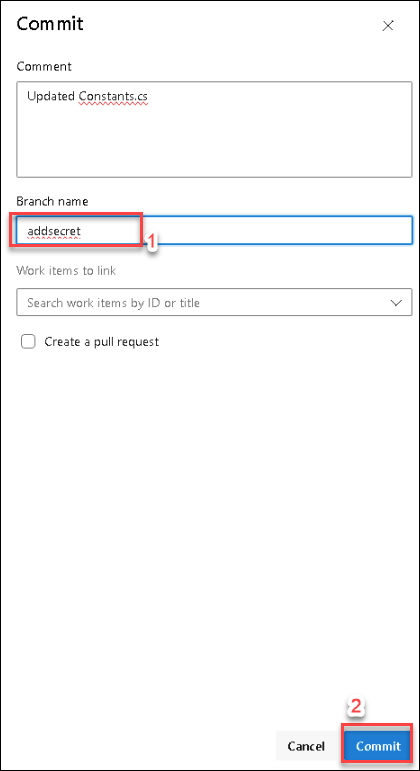 Commit
Comment
Updated Constants.cs
Branch name
addsecret
1
Work items to link
Search work items by ID or title
Create a pull request
2
Cancel
Commit